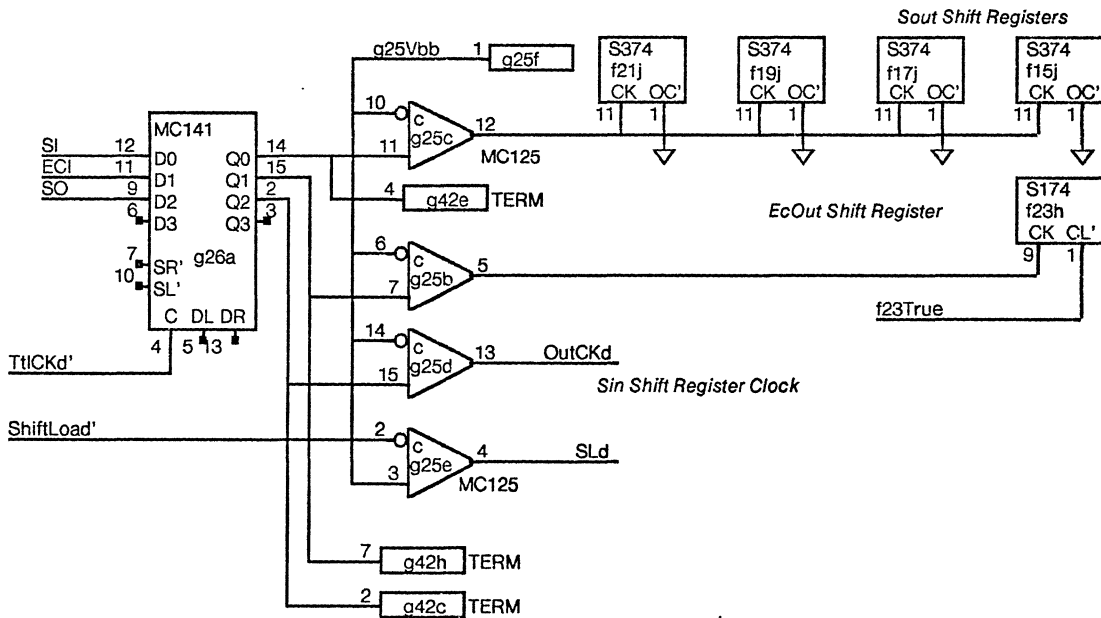 Sout Shift Registers
g25Vbb 1 g25f
S374 S374 S374 S374
f21j f19j f17j f15j
CK OC' CK OC' CK OC' CK OC'
11 1 11 1 11 1 11 1
10 c
g25c 12
11 MC125
MC141
SI 12 D0 Q0 14
ECI 11 D1 Q1 15
SO 9 D2 Q2 2
6 D3 Q3 3
g26a
7 SR'
10 SL'
C DL DR
4 5 13
TtlCKd'
4 g42e TERM
EcOut Shift Register
S174
f23h
CK CL'
9 1
f23True
6 c
g25b 5
7
14 c
g25d 13 OutCKd
15
Sin Shift Register Clock
ShiftLoad' 2 c
g25e 4 SLd
3 MC125
7 g42h TERM
2 g42c TERM